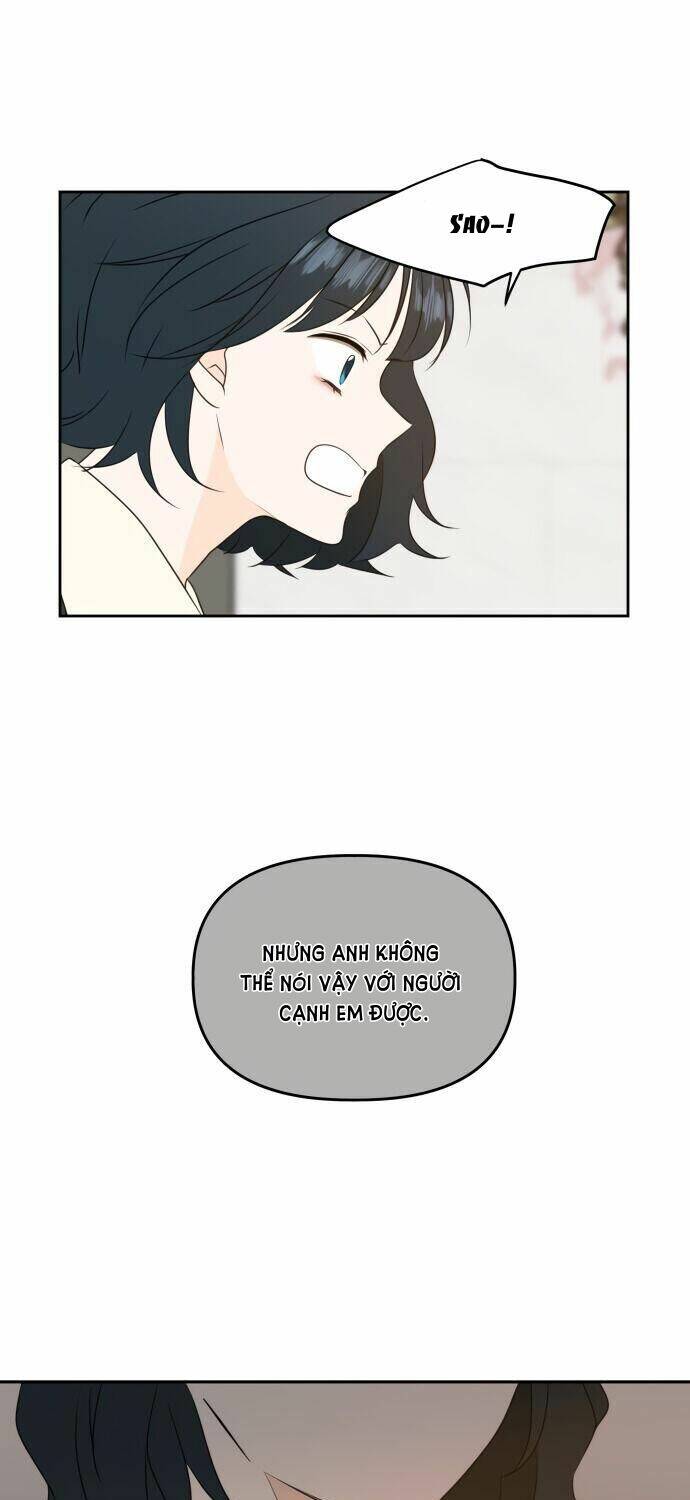 SAO-!
NHƯNG ANH KHÔNG
THỂ NÓI VẬY VỚI NGƯỜI
CẠNH EM ĐƯỢC.